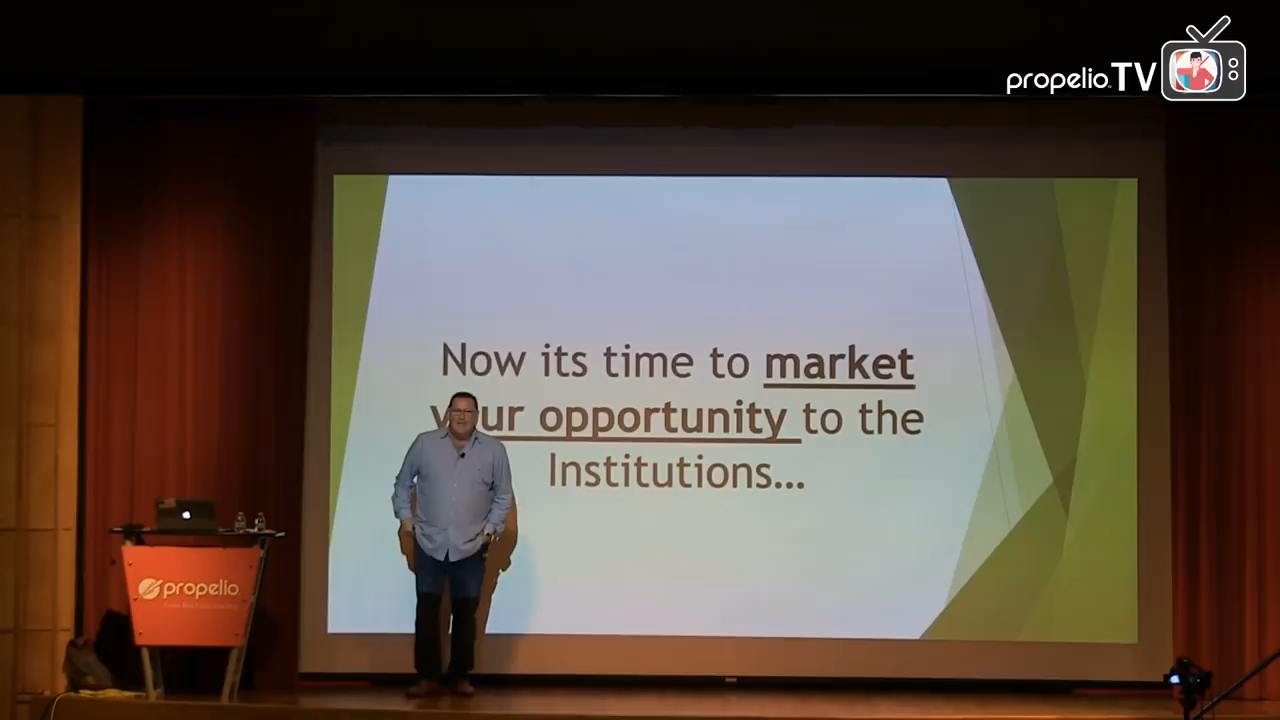 propelio.TV
Now its time to market
your opportunity to the
Institutions...
propelio